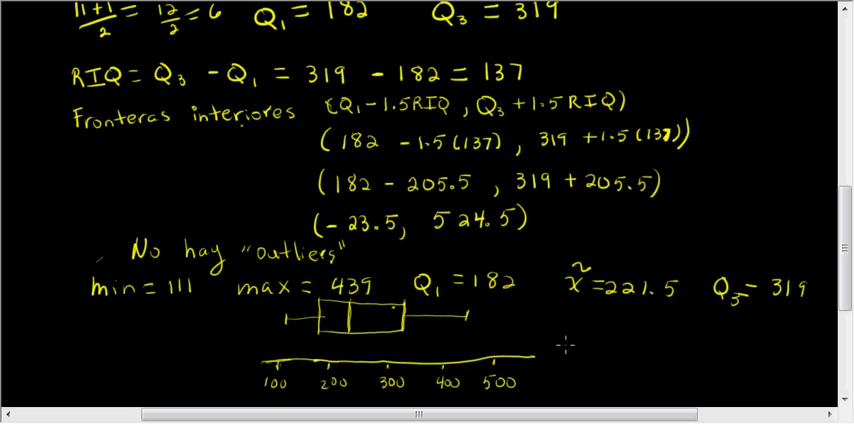 11+1/2 = 12/2 = 6 Q₁ = 182 Q₃ = 319
RIQ = Q₃ - Q₁ = 319 - 182 = 137
Fronteras interiores (Q₁ - 1.5RIQ, Q₃ + 1.5RIQ)
(182 - 1.5(137), 319 + 1.5(137))
(182 - 205.5, 319 + 205.5)
(-23.5, 524.5)
No hay "outliers"
min = 111 max = 439 Q₁ = 182 x̃ = 221.5 Q₃ = 319
100 200 300 400 500